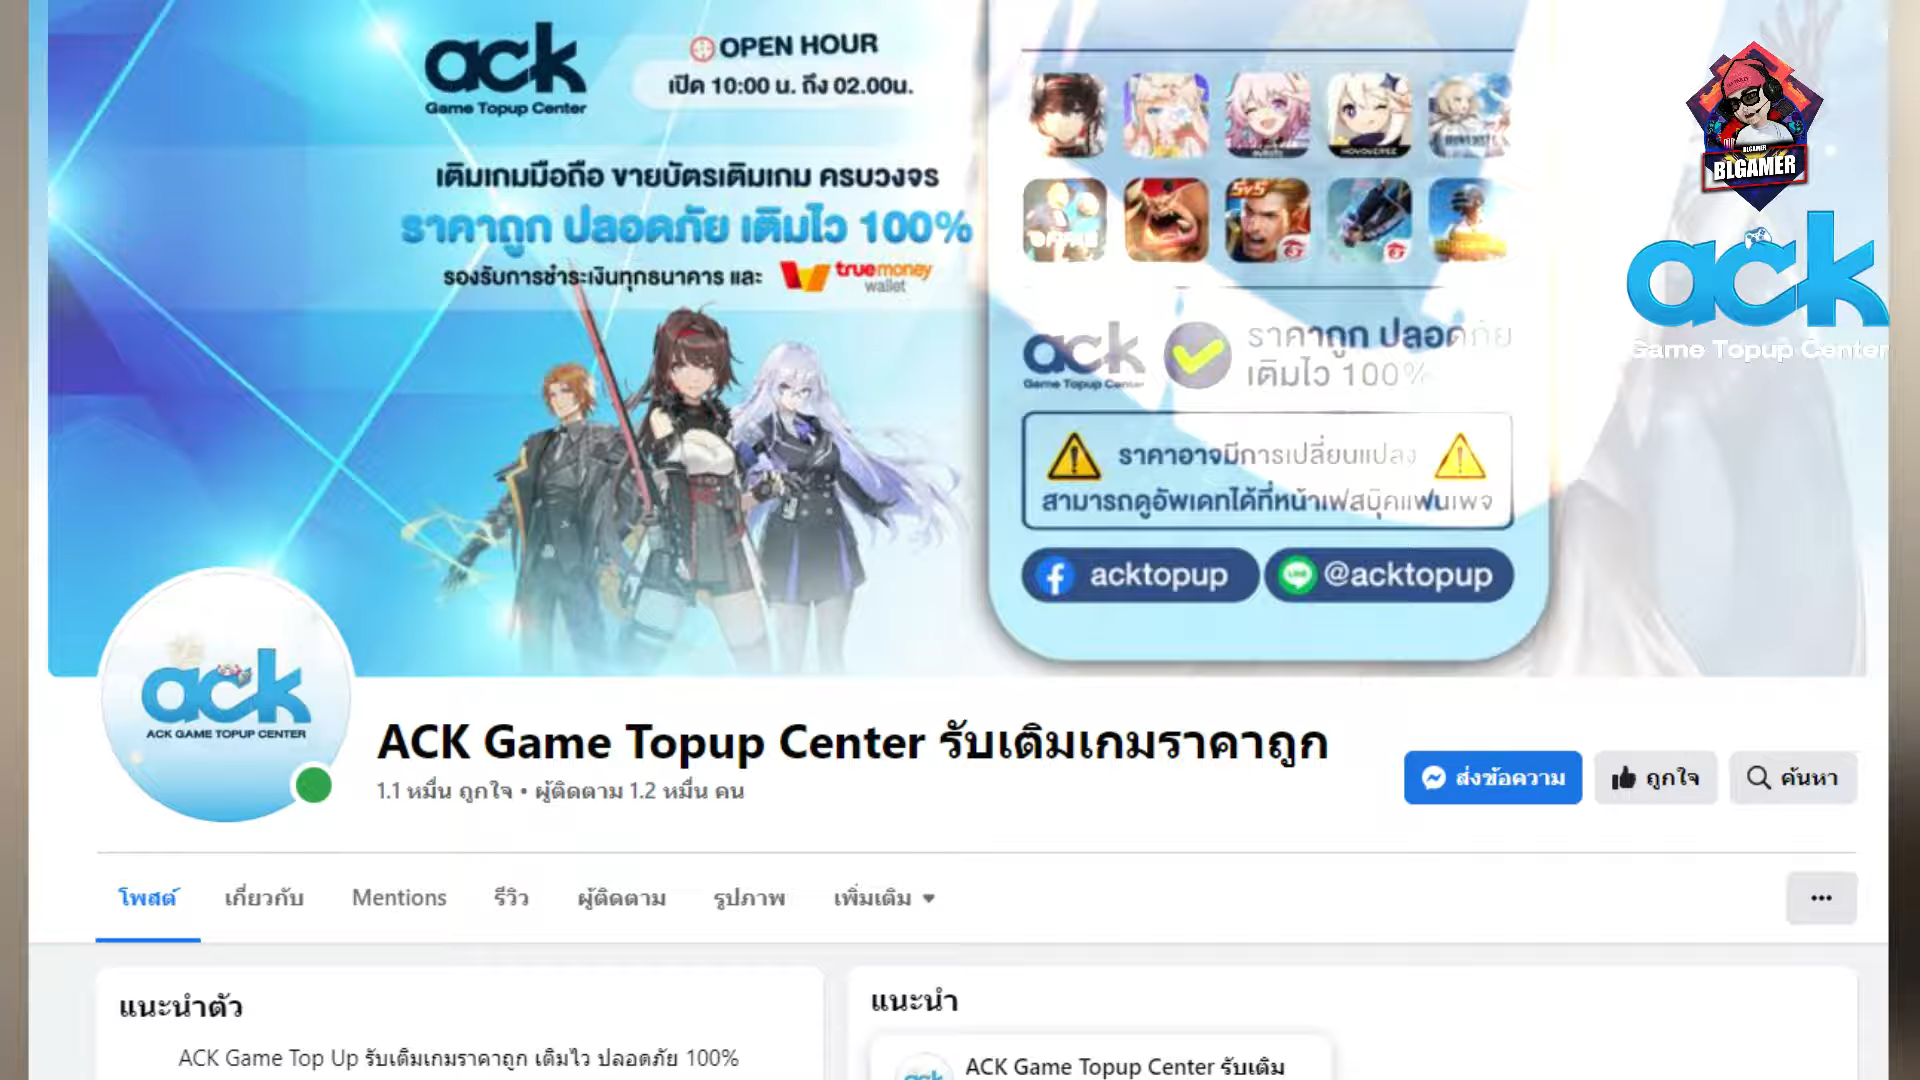 ack
Game Topup Center
OPEN HOUR
เปิด 10:00 น. ถึง 02.00น.
เติมเกมมือถือ ขายบัตรเติมเกม ครบวงจร
ราคาถูก ปลอดภัย เติมไว 100%
รองรับการชำระเงินทุกธนาคาร และ truemoney wallet
5V5
ack
Game Topup Center
ราคาถูก ปลอดภัย
เติมไว 100%
ราคาอาจมีการเปลี่ยนแปลง
สามารถดูอัพเดทได้ที่หน้าเฟสบุ๊คแฟนเพจ
acktopup
LINE @acktopup
BLGAMER
BLGAMER
ack
Game Topup Center
ack
ACK GAME TOPUP CENTER
ACK Game Topup Center รับเติมเกมราคาถูก
1.1 หมื่น ถูกใจ • ผู้ติดตาม 1.2 หมื่น คน
ส่งข้อความ
ถูกใจ
ค้นหา
โพสต์ เกี่ยวกับ Mentions รีวิว ผู้ติดตาม รูปภาพ เพิ่มเติม
แนะนำตัว
ACK Game Top Up รับเติมเกมราคาถูก เติมไว ปลอดภัย 100%
แนะนำ
ack
ACK Game Topup Center รับเติม